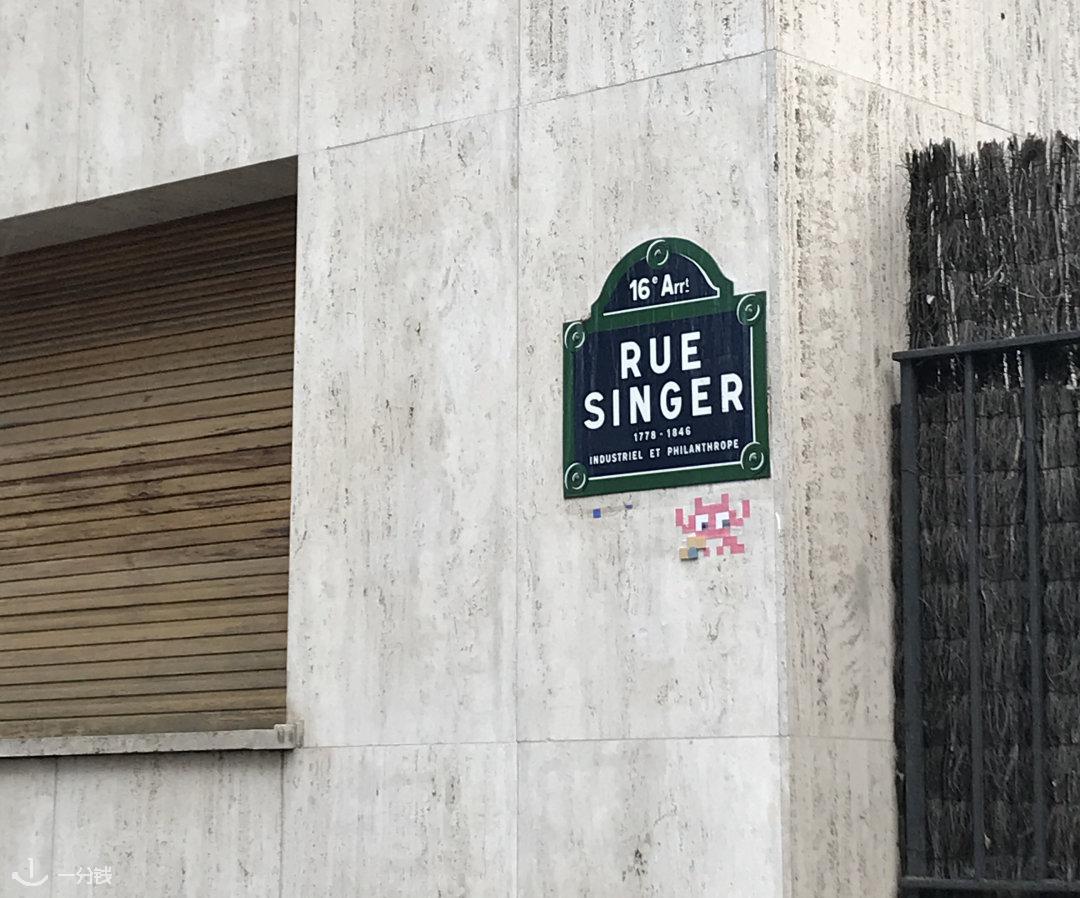 16e Arrt
RUE
SINGER
1778 - 1846
INDUSTRIEL ET PHILANTHROPE
一分钱